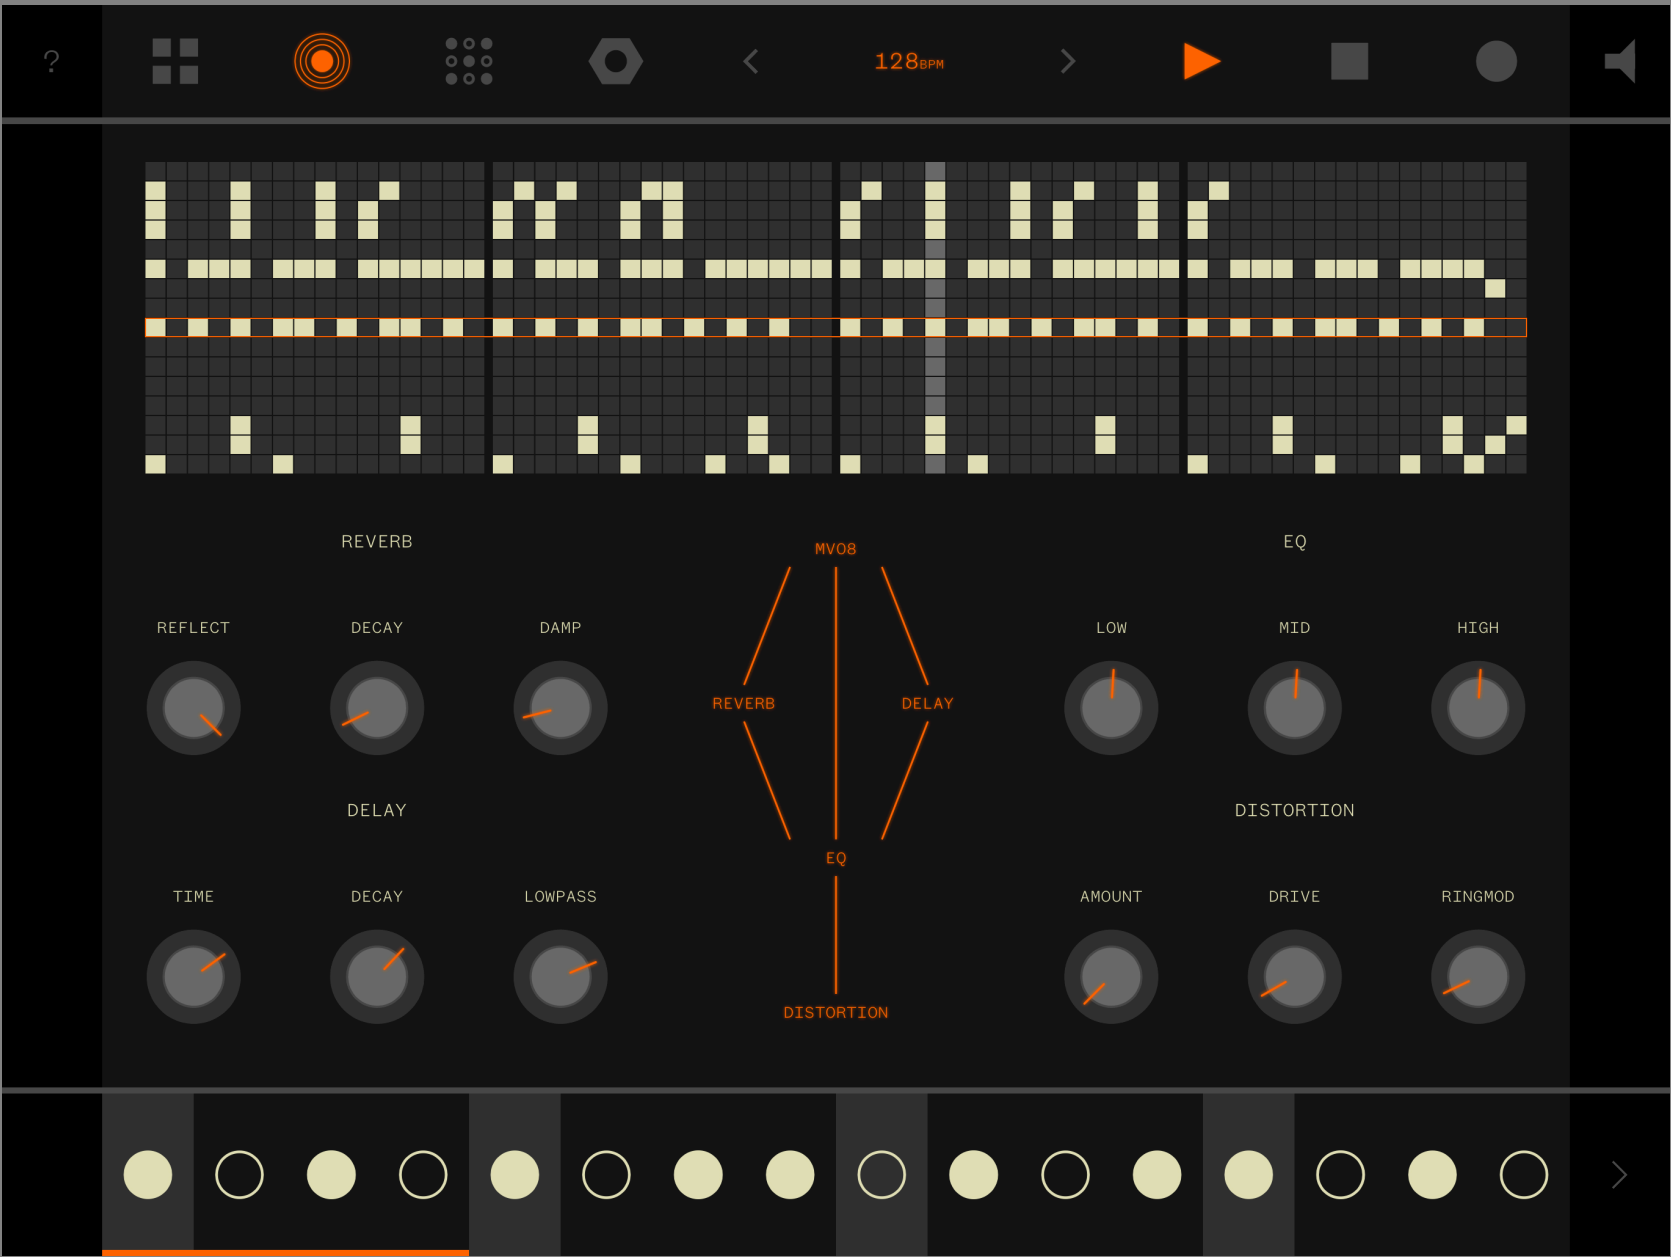 ?
128BPM
REVERB
MVO8
EQ
REFLECT DECAY DAMP
LOW MID HIGH
REVERB DELAY
DELAY
DISTORTION
EQ
TIME DECAY LOWPASS
AMOUNT DRIVE RINGMOD
DISTORTION